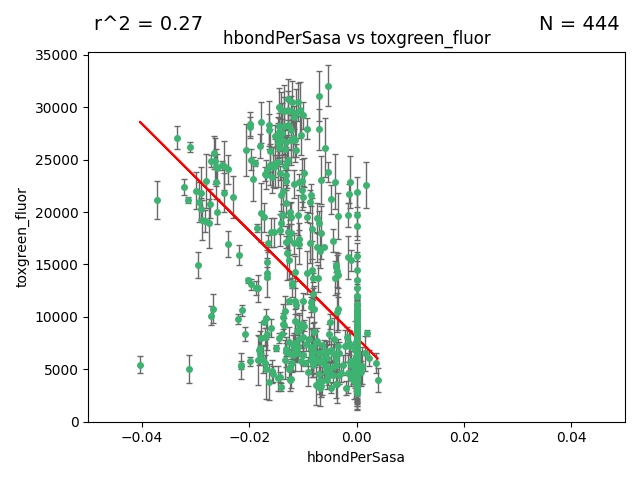 r^2 = 0.27
N = 444
hbondPerSasa vs toxgreen_fluor
35000
30000
25000
20000
15000
10000
5000
0
toxgreen_fluor
−0.04
−0.02
0.00
0.02
0.04
hbondPerSasa